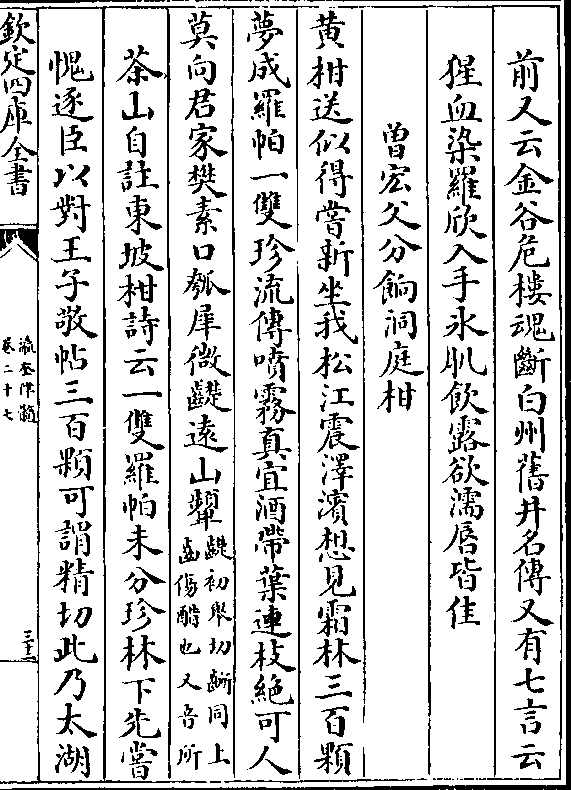 前又云金谷危樓魂斷白州舊井名傳又有七言云
猩血染羅欣入手氷肌飲露欲濡唇皆佳
曾宏父分餉洞庭柑
黄柑送似得嘗新坐我松江震澤濱想見霜林三百顆
夢成羅帕一雙珍流傳噴霧真宜酒帶葉連枝絶可人
莫向君家樊素口瓠犀微齼遠山顰齼初舉切齭同上
齒傷醋也又音所
茶山自註東坡柑詩云一雙羅帕未分珍林下先嘗
愧逐臣以對王子敬帖三百顆可謂精切此乃太湖
欽定四庫全書
瀛奎律髓
卷二十七
三十三